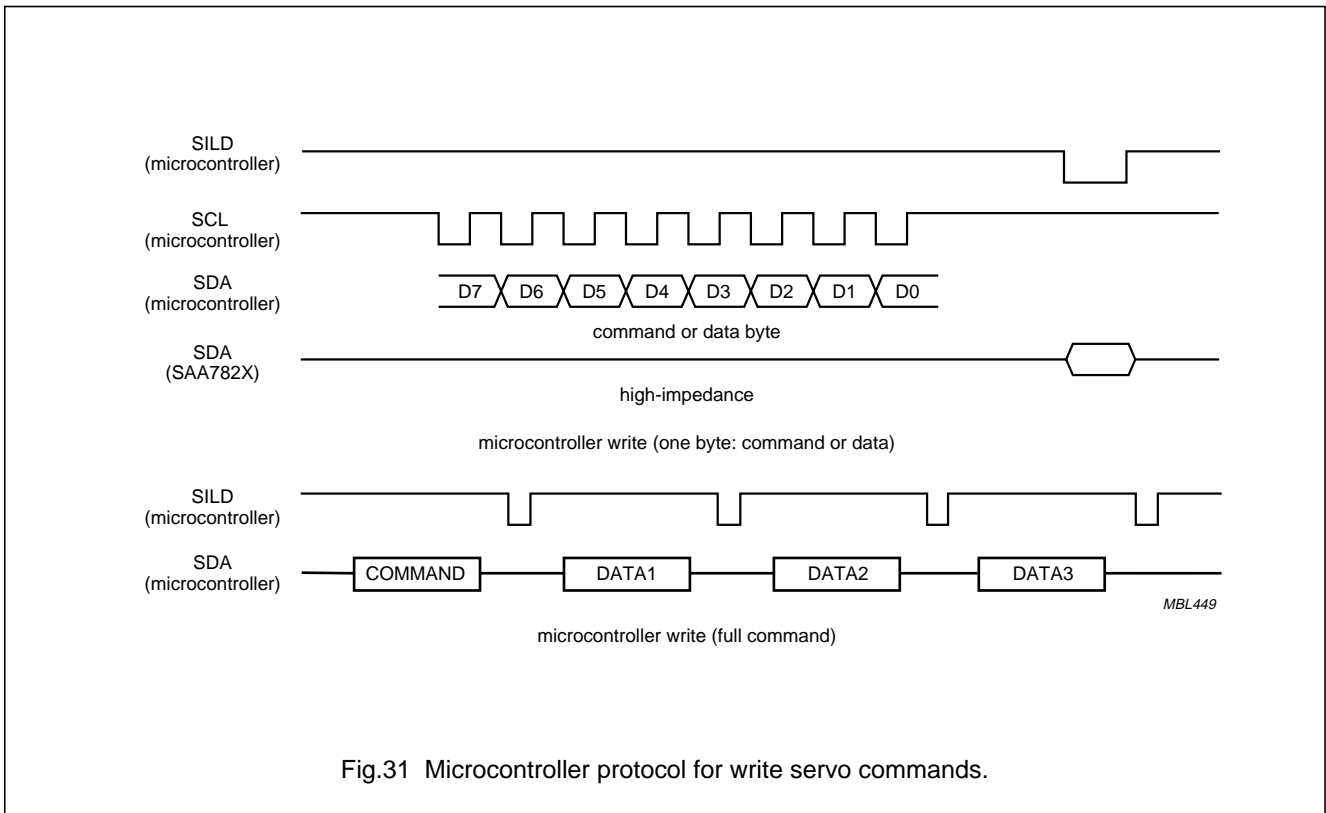 SILD
(microcontroller)
SCL
(microcontroller)
SDA
(microcontroller)
D7 D6 D5 D4 D3 D2 D1 D0
command or data byte
SDA
(SAA782X)
high-impedance
microcontroller write (one byte: command or data)
SILD
(microcontroller)
SDA
(microcontroller)
COMMAND DATA1 DATA2 DATA3
MBL449
microcontroller write (full command)
Fig.31 Microcontroller protocol for write servo commands.